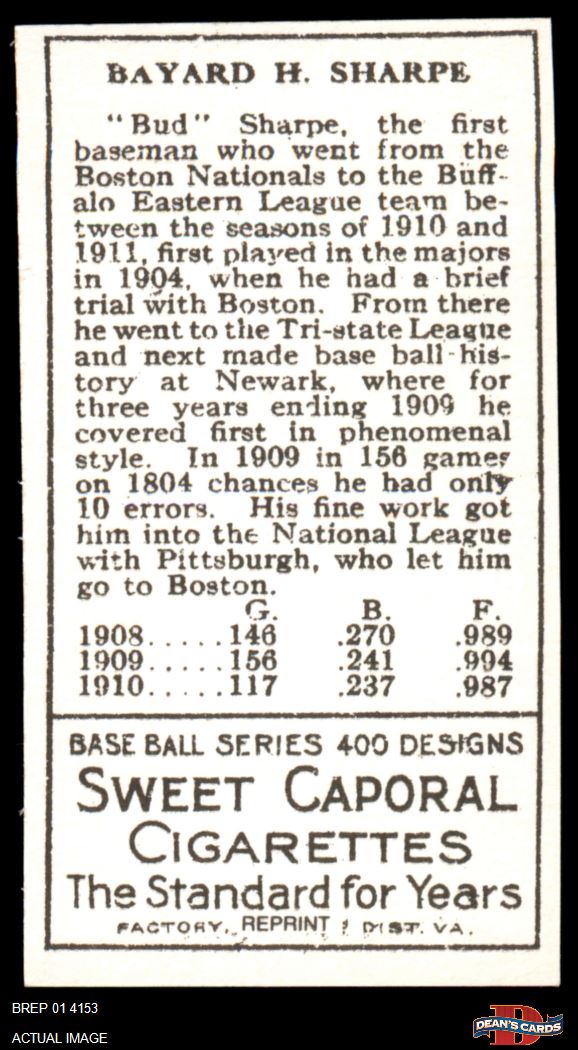 BAYARD H. SHARPE
"Bud" Sharpe, the first
baseman who went from the
Boston Nationals to the Buff-
alo Eastern League team be-
tween the seasons of 1910 and
1911, first played in the majors
in 1904, when he had a brief
trial with Boston. From there
he went to the Tri-state League
and next made base ball his-
tory at Newark, where for
three years ending 1909 he
covered first in phenomenal
style. In 1909 in 156 games
on 1804 chances he had only
10 errors. His fine work got
him into the National League
with Pittsburgh, who let him
go to Boston.
G. B. F.
1908.....146 .270 .989
1909.....156 .241 .994
1910.....117 .237 .987
BASE BALL SERIES 400 DESIGNS
SWEET CAPORAL
CIGARETTES
The Standard for Years
FACTORY, REPRINT DIST. VA.
BREP 01 4153
ACTUAL IMAGE
DEAN'S CARDS